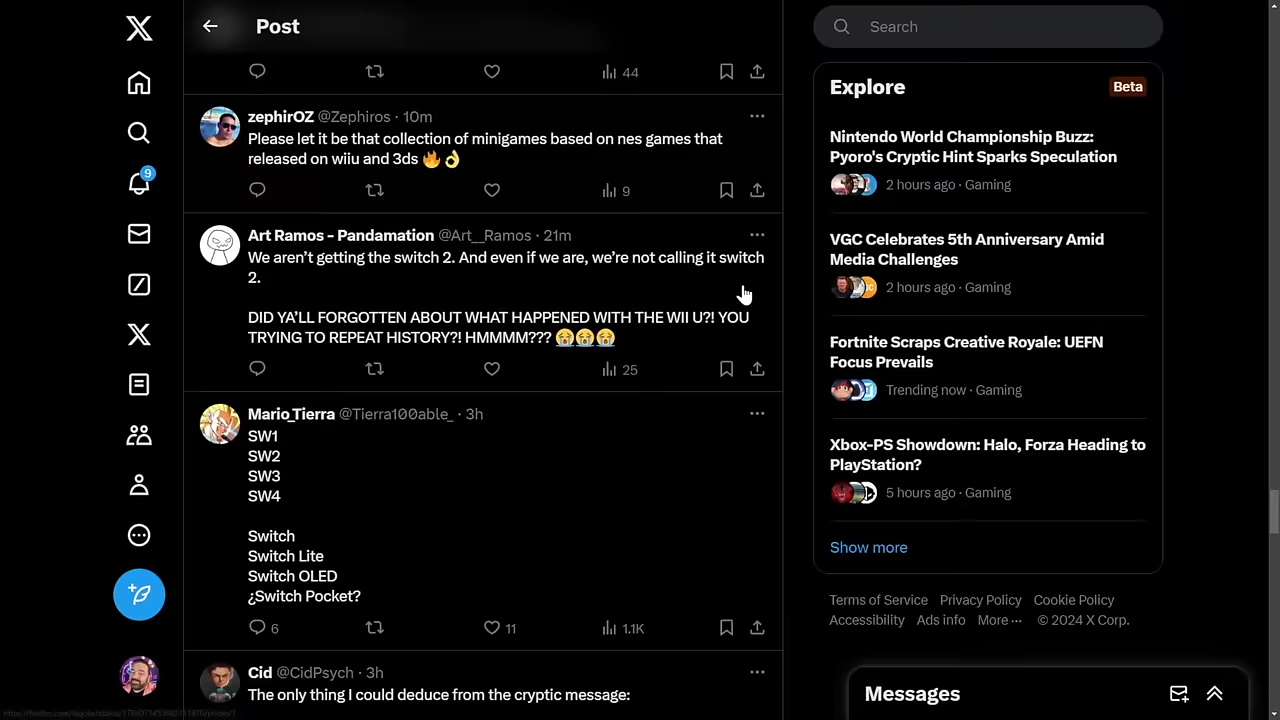 Post
Search
44
Explore
Beta
zephirOZ @Zephiros · 10m
Please let it be that collection of minigames based on nes games that
released on wiiu and 3ds 🔥👌
9
Nintendo World Championship Buzz:
Pyoro's Cryptic Hint Sparks Speculation
2 hours ago · Gaming
9
Art Ramos - Pandamation @Art__Ramos · 21m
We aren't getting the switch 2. And even if we are, we're not calling it switch
2.
DID YA'LL FORGOTTEN ABOUT WHAT HAPPENED WITH THE WII U?! YOU
TRYING TO REPEAT HISTORY?! HMMMM??? 😭😭😭
25
VGC Celebrates 5th Anniversary Amid
Media Challenges
2 hours ago · Gaming
Fortnite Scraps Creative Royale: UEFN
Focus Prevails
Trending now · Gaming
Mario_Tierra @Tierra100able_ · 3h
SW1
SW2
SW3
SW4
Switch
Switch Lite
Switch OLED
¿Switch Pocket?
6
11
1.1K
Xbox-PS Showdown: Halo, Forza Heading to
PlayStation?
5 hours ago · Gaming
Show more
Terms of Service Privacy Policy Cookie Policy
Accessibility Ads info More ··· © 2024 X Corp.
Cid @CidPsych · 3h
The only thing I could deduce from the cryptic message:
Messages